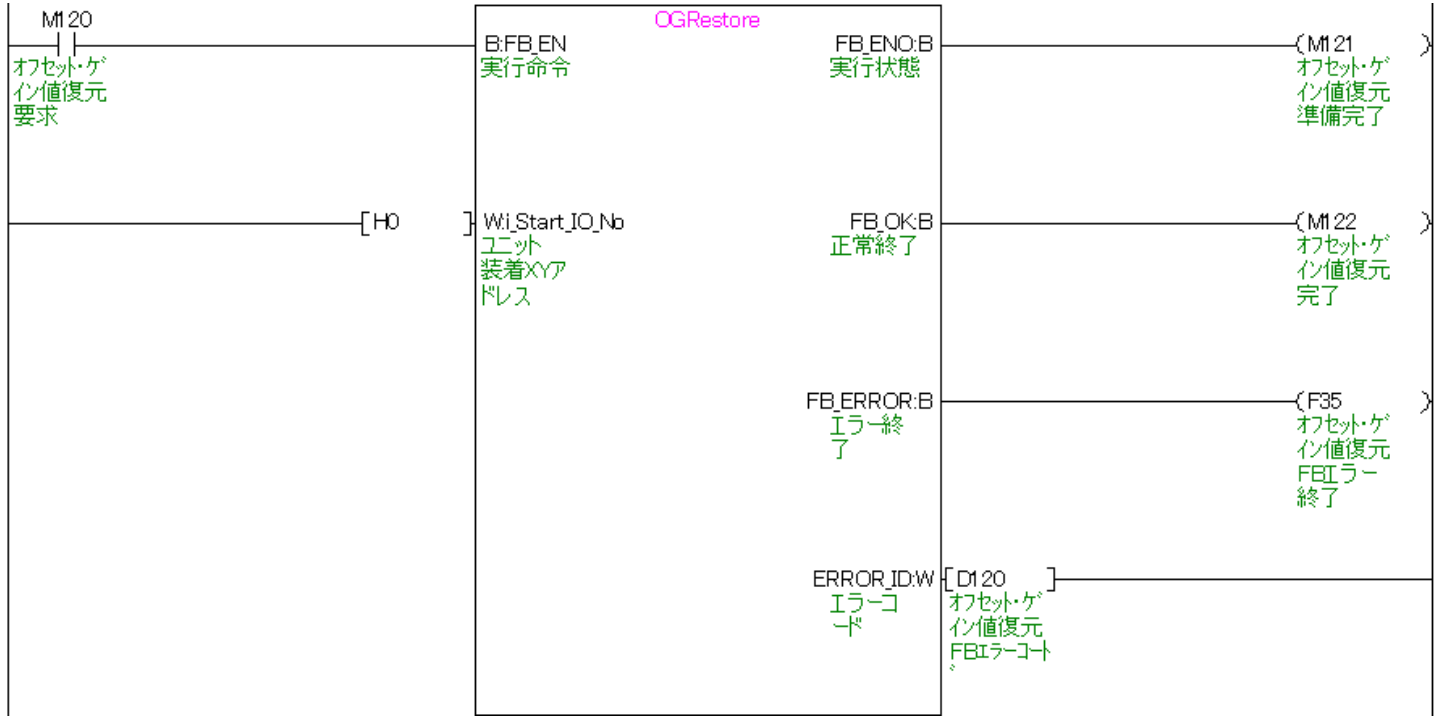 M120
オフセット・ゲ
イン値復元
要求
OGRestore
B:FB_EN
実行命令
FB_ENO:B
実行状態
M121
オフセット・ゲ
イン値復元
準備完了
H0
W:i_Start_IO_No
ユニット
装着XYア
ドレス
FB_OK:B
正常終了
M122
オフセット・ゲ
イン値復元
完了
FB_ERROR:B
エラー終
了
F35
オフセット・ゲ
イン値復元
FBエラー
終了
ERROR_ID:W
エラーコ
ード
D120
オフセット・ゲ
イン値復元
FBエラーコート
゙